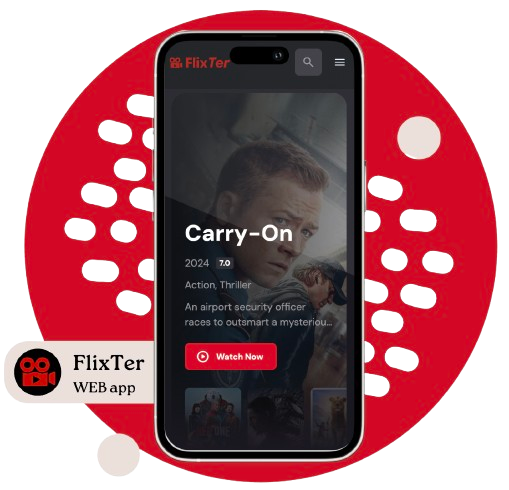 FlixTer
Carry-On
2024 7.0
Action, Thriller
An airport security officer
races to outsmart a mysteriou...
Watch Now
FlixTer
WEB app